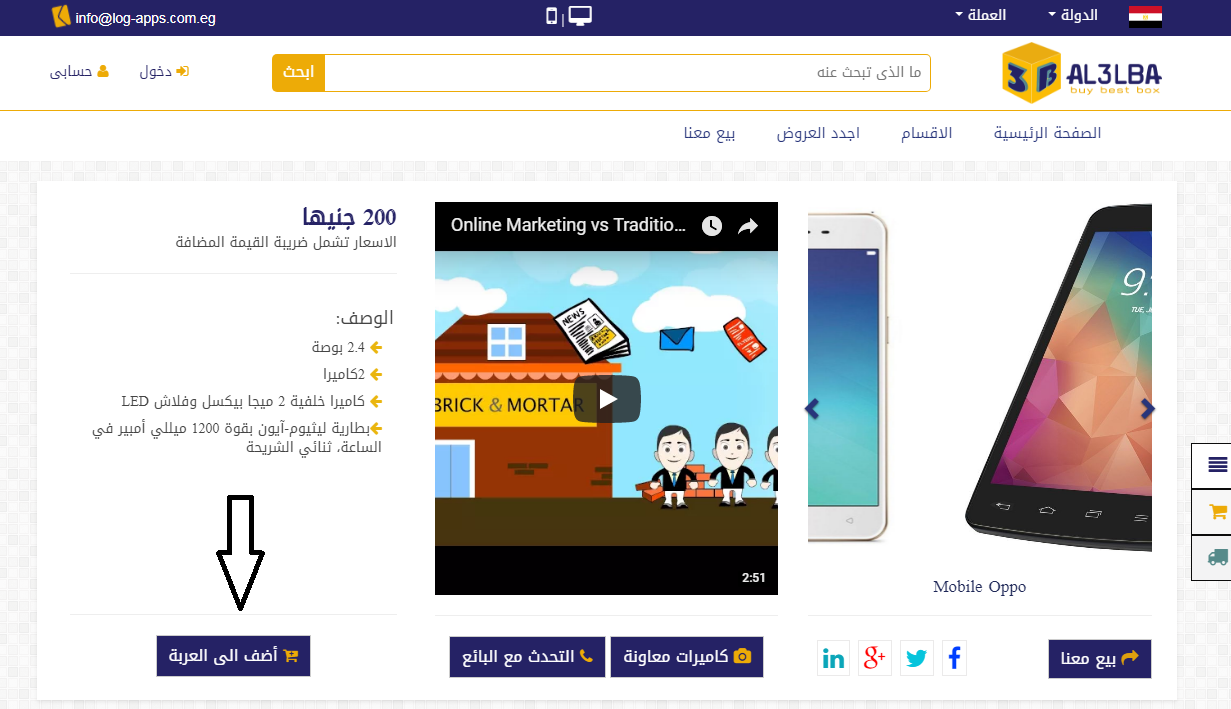 الدولة
العملة
info@log-apps.com.eg
AL3LBA
buy best box
ما الذى تبحث عنه
ابحث
دخول
حسابى
الصفحة الرئيسية
الاقسام
اجدد العروض
بيع معنا
9:
TUE, J
Mobile Oppo
بيع معنا
Online Marketing vs Traditio...
NEWS
BRICK & MORTAR
2:51
كاميرات معاونة
التحدث مع البائع
200 جنيها
الاسعار تشمل ضريبة القيمة المضافة
الوصف:
2.4 بوصة
2كاميرا
كاميرا خلفية 2 ميجا بيكسل وفلاش LED
بطارية ليثيوم-آيون بقوة 1200 ميللي أمبير في
الساعة، ثنائي الشريحة
أضف الى العربة